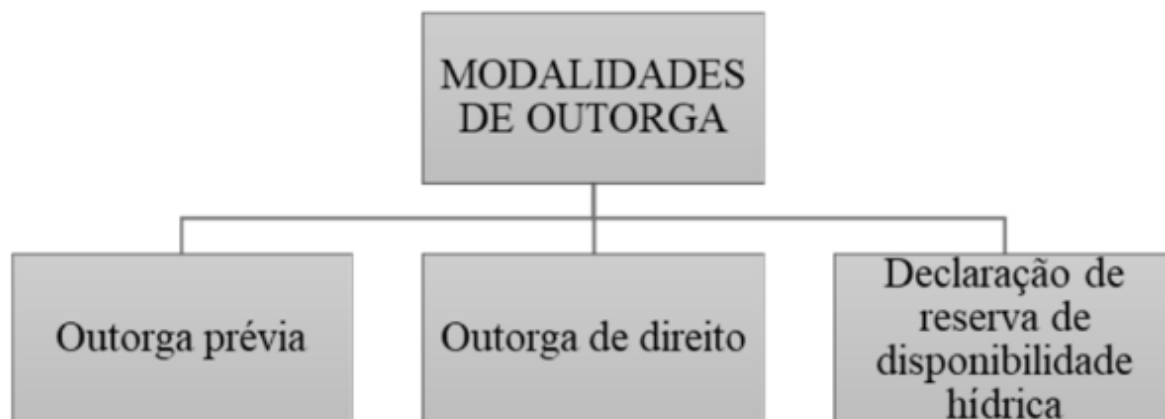 MODALIDADES
DE OUTORGA
Outorga prévia
Outorga de direito
Declaração de
reserva de
disponibilidade
hídrica